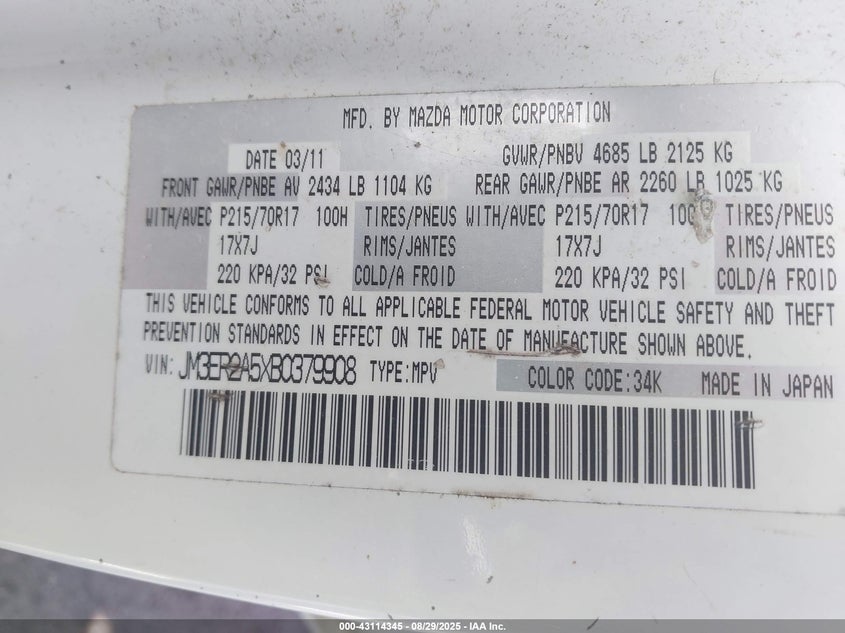 MFD. BY MAZDA MOTOR CORPORATION
DATE 03/11 GVWR/PNBV 4685 LB 2125 KG
FRONT GAWR/PNBE AV 2434 LB 1104 KG REAR GAWR/PNBE AR 2260 LB 1025 KG
WITH/AVEC P215/70R17 100H TIRES/PNEUS WITH/AVEC P215/70R17 100 TIRES/PNEUS
17X7J RIMS/JANTES 17X7J RIMS/JANTES
220 KPA/32 PSI COLD/A FROID 220 KPA/32 PSI COLD/A FROID
THIS VEHICLE CONFORMS TO ALL APPLICABLE FEDERAL MOTOR VEHICLE SAFETY AND THEFT
PREVENTION STANDARDS IN EFFECT ON THE DATE OF MANUFACTURE SHOWN ABOVE.
VIN: JM3ER2A5XB0379908 TYPE:MPV COLOR CODE:34K MADE IN JAPAN
000-43114345 - 08/29/2025 - IAA Inc.